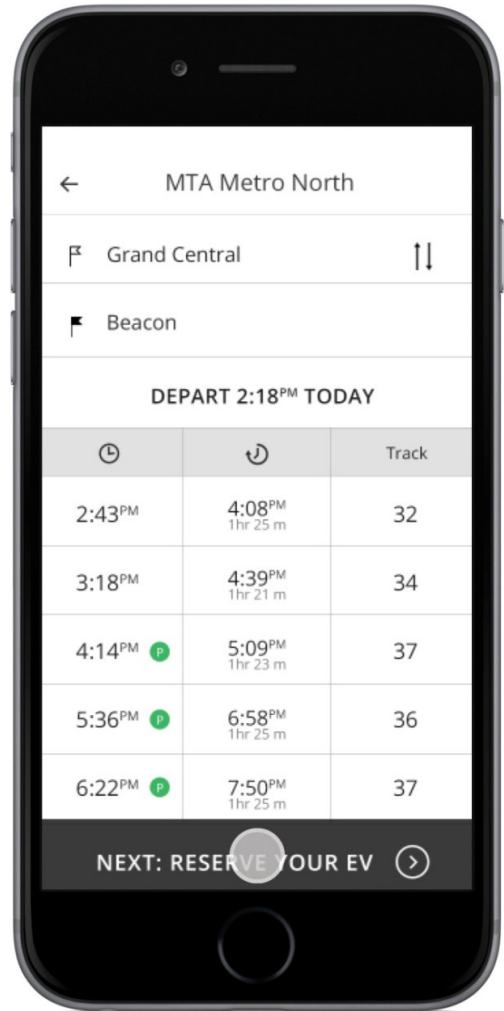 MTA Metro North
Grand Central
Beacon
DEPART 2:18PM TODAY
Track
2:43PM 4:08PM 32
1hr 25 m
3:18PM 4:39PM 34
1hr 21 m
4:14PM P 5:09PM 37
1hr 23 m
5:36PM P 6:58PM 36
1hr 25 m
6:22PM P 7:50PM 37
1hr 25 m
NEXT: RESERVE YOUR EV